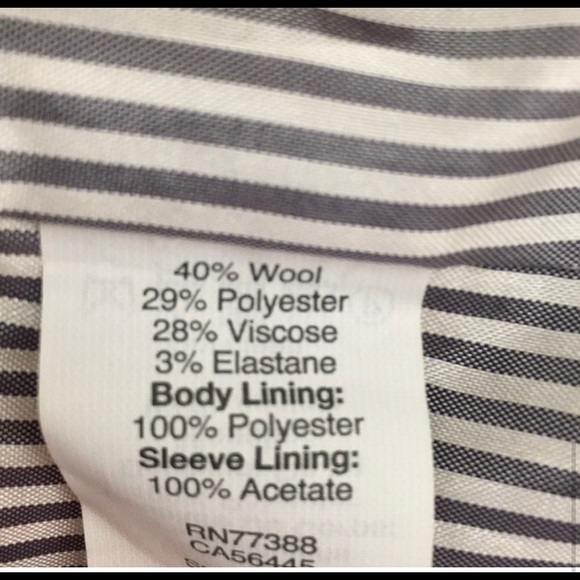 40% Wool
29% Polyester
28% Viscose
3% Elastane
Body Lining:
100% Polyester
Sleeve Lining:
100% Acetate
RN77388